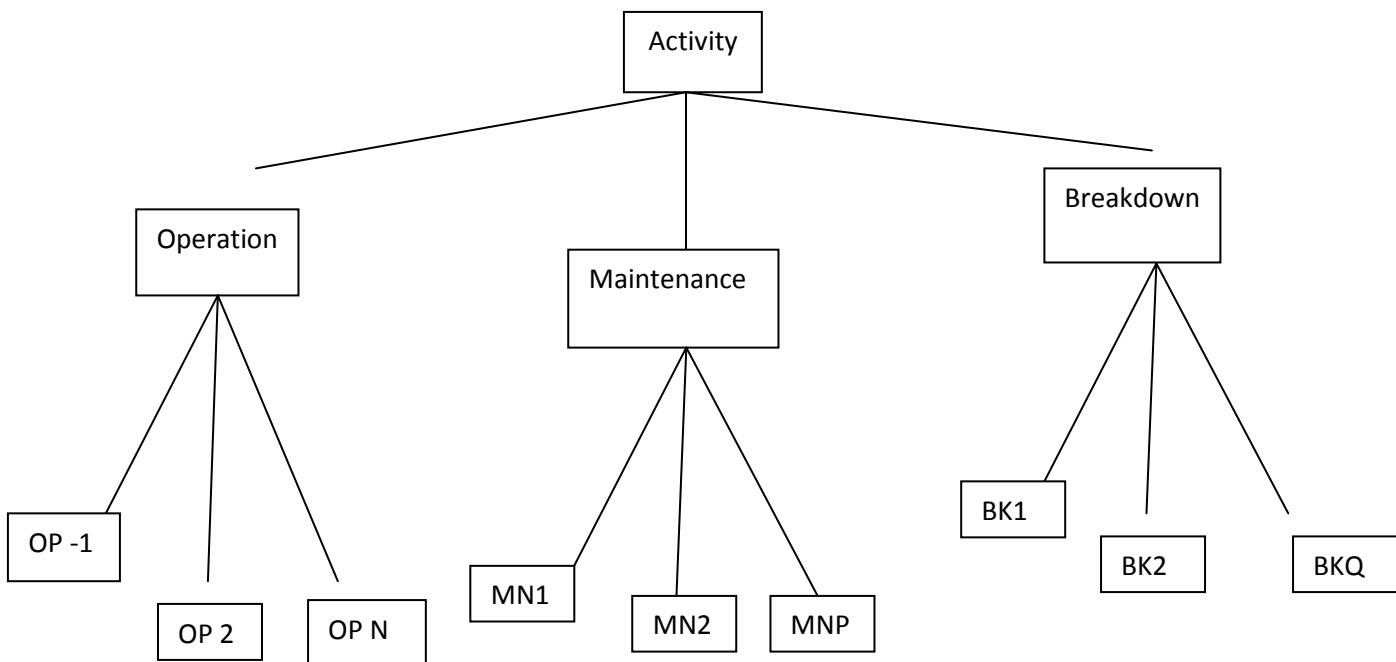 Activity
Operation
Maintenance
Breakdown
OP -1
OP 2
OP N
MN1
MN2
MNP
BK1
BK2
BKQ